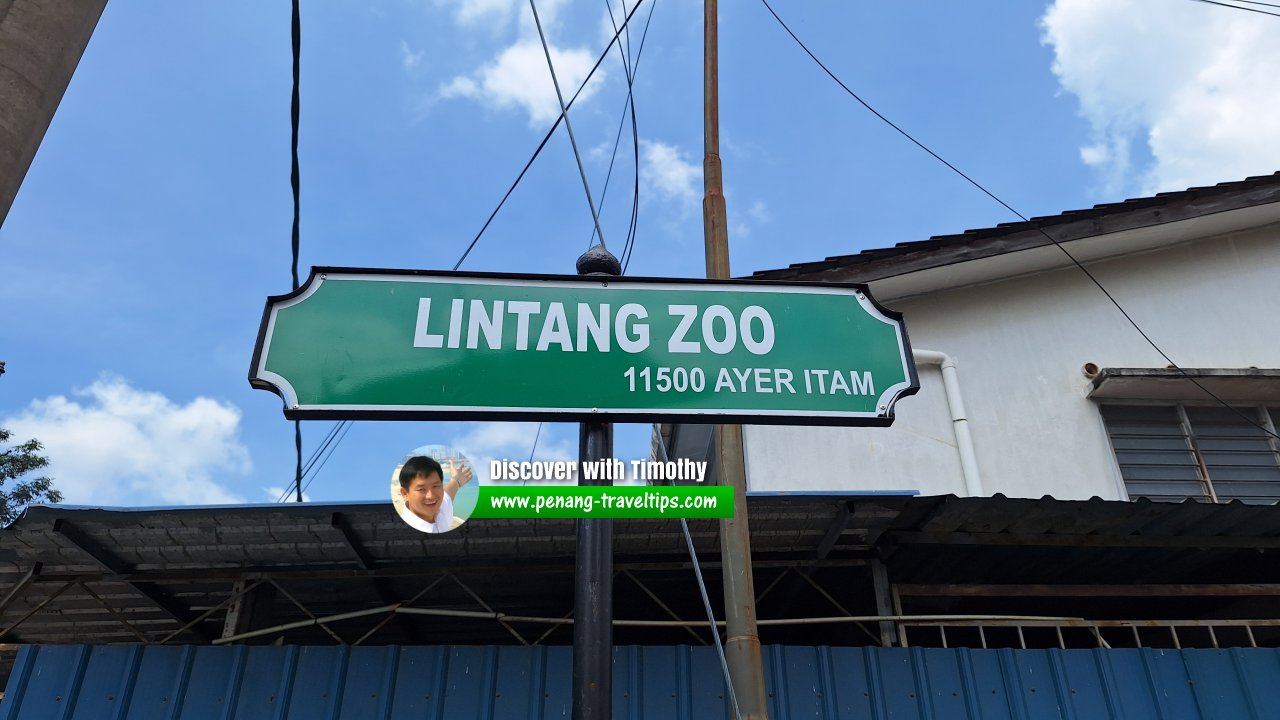 LINTANG ZOO
11500 AYER ITAM
Discover with Timothy
www.penang-traveltips.com